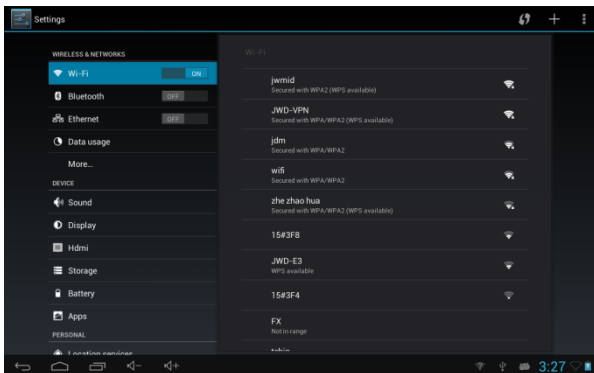 Settings
WIRELESS & NETWORKS
Wi-Fi ON
Bluetooth OFF
Ethernet OFF
Data usage
More...
DEVICE
Sound
Display
Hdmi
Storage
Battery
Apps
PERSONAL
Location services
Wi-Fi
jwmid
Secured with WPA2 (WPS available)
JWD-VPN
Secured with WPA/WPA2 (WPS available)
jdm
Secured with WPA/WPA2
wifi
Secured with WPA/WPA2
zhe zhao hua
Secured with WPA/WPA2 (WPS available)
15#3F8
JWD-E3
WPS available
15#3F4
FX
Not in range
3:27